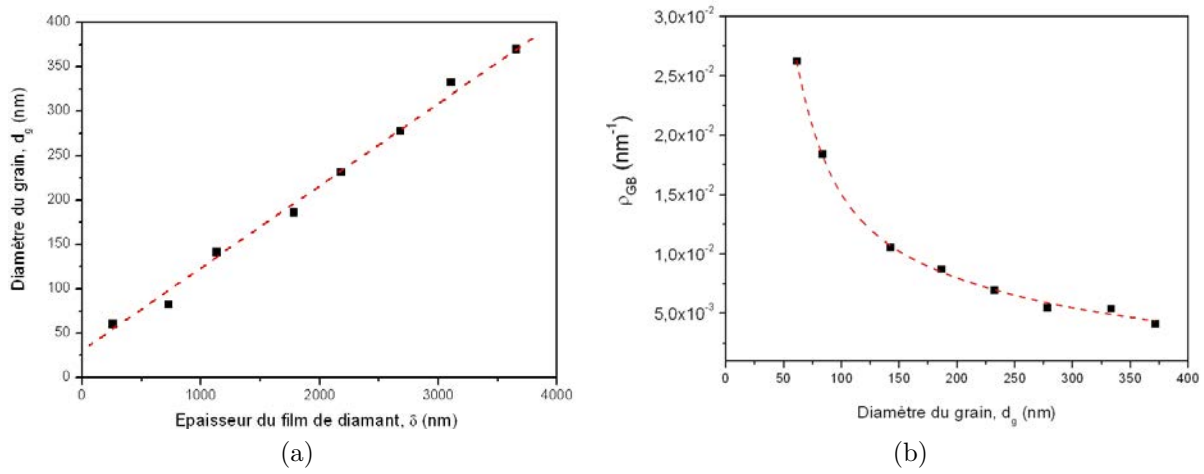 400
350
300
250
200
150
100
50
0
Diamètre du grain, d_g (nm)
0 1000 2000 3000 4000
Epaisseur du film de diamant, δ (nm)
(a)
3,0x10⁻²
2,5x10⁻²
2,0x10⁻²
1,5x10⁻²
1,0x10⁻²
5,0x10⁻³
ρ_GB (nm⁻¹)
0 50 100 150 200 250 300 350 400
Diamètre du grain, d_g (nm)
(b)